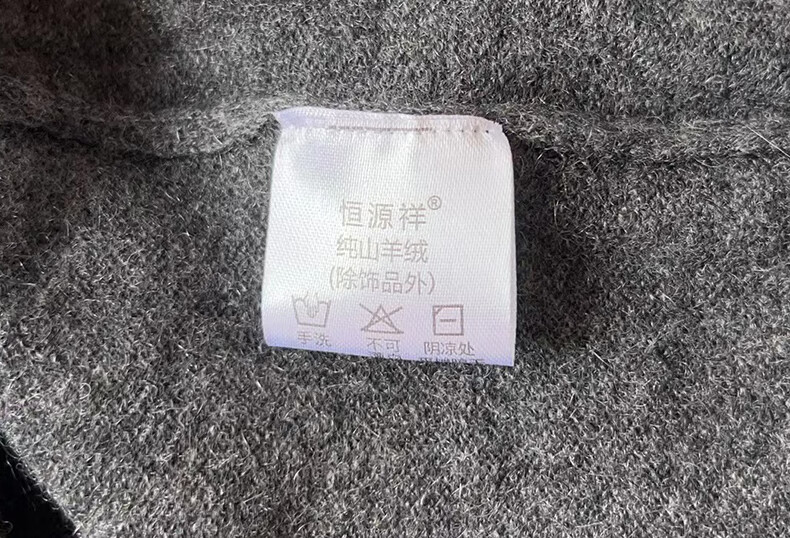 恒源祥®
纯山羊绒
(除饰品外)
手洗 不可 阴凉处